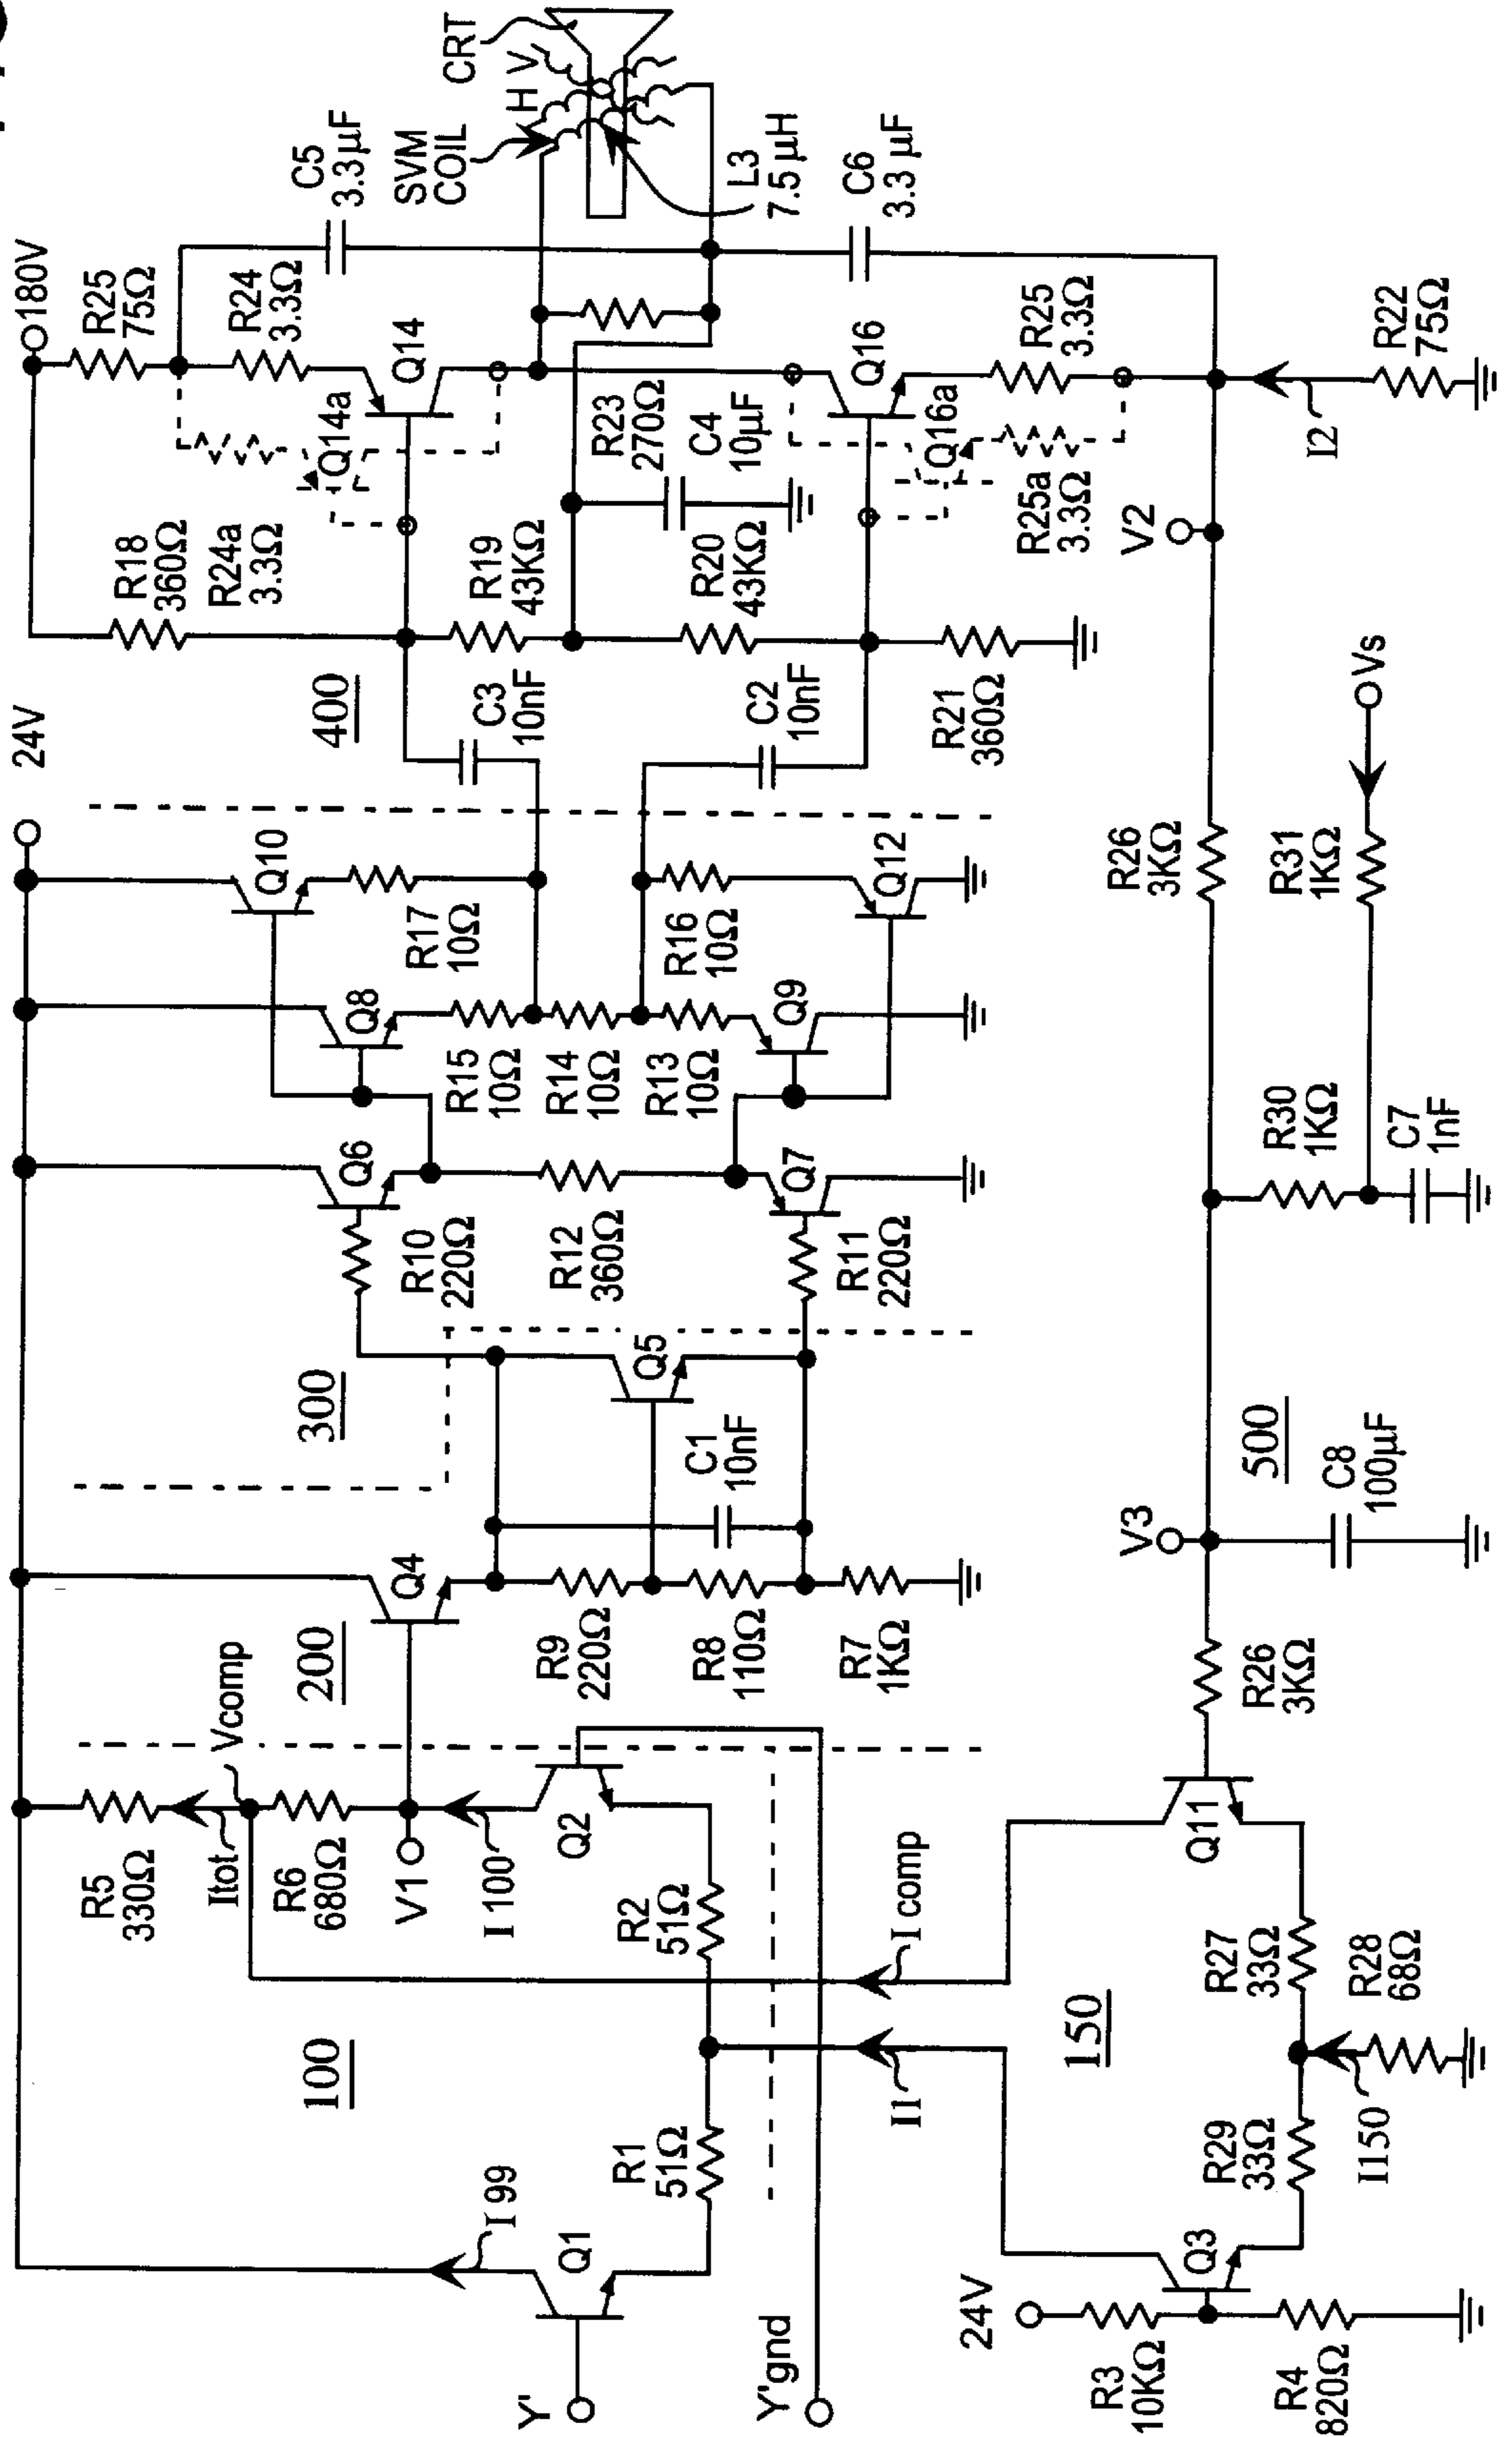 24V
180V
CRT
H
V
SVM
COIL
C5
3.3μF
L3
7.5 μH
C6
3.3 μF
R25
75Ω
R24
3.3Ω
Q14
Q14a
R18
360Ω
R24a
3.3Ω
R19
43KΩ
R23
270Ω
C4
10μF
R20
43KΩ
Q16
Q16a
R25
3.3Ω
R25a
3.3Ω
R22
75Ω
I2
V2
R21
360Ω
400
C3
10nF
C2
10nF
Q10
R17
10Ω
R16
10Ω
Q12
Q8
R15
10Ω
R14
10Ω
R13
10Ω
Q9
Q6
R10
220Ω
R12
360Ω
Q7
R11
220Ω
300
Q5
C1
10nF
200
Q4
R9
220Ω
R8
110Ω
R7
1KΩ
Vcomp
Itot
R5
330Ω
R6
680Ω
V1
I 100
Q2
R2
51Ω
100
R1
51Ω
I 99
Q1
Y'
Y'gnd
I comp
I1
150
Q11
R26
3KΩ
R27
33Ω
R28
68Ω
I150
R29
33Ω
Q3
24V
R3
10KΩ
R4
820Ω
V3
500
C8
100μF
R26
3KΩ
R30
1KΩ
C7
1nF
R31
1KΩ
Vs